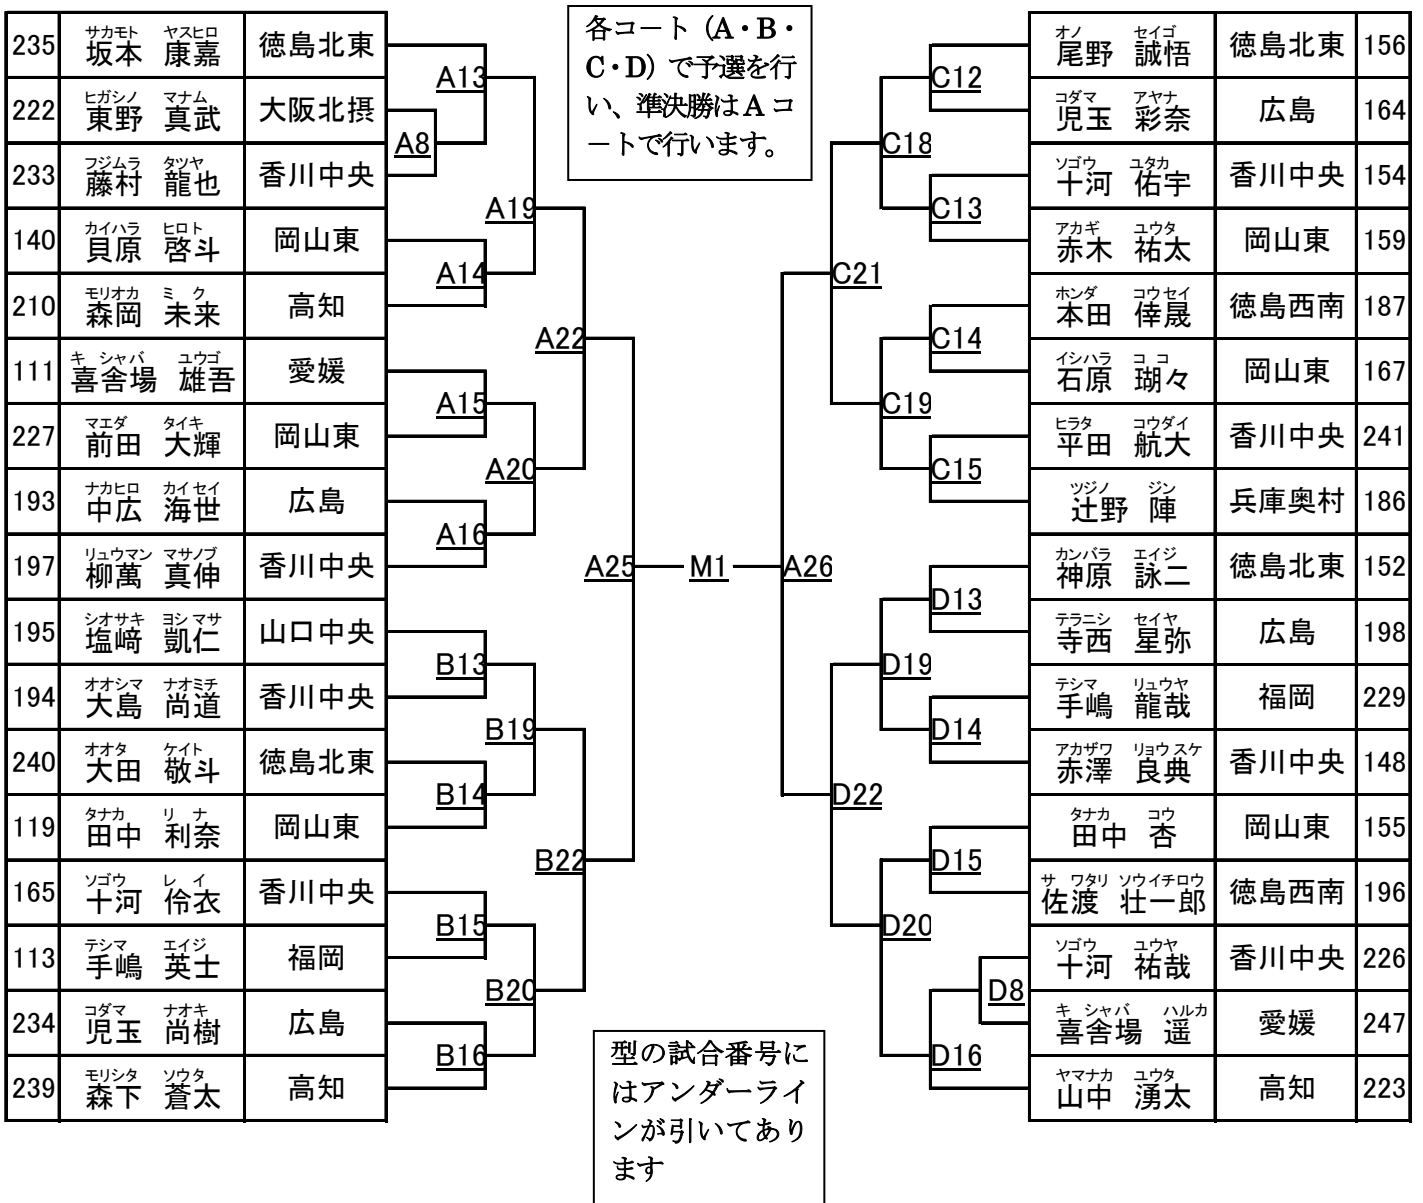 各コート（A・B・
C・D）で予選を行
い、準決勝はAコ
ートで行います。
サカモト ヤスヒロ
235 坂本 康嘉 徳島北東
ヒガシノ マナム
222 東野 真武 大阪北摂
フジムラ タツヤ
233 藤村 龍也 香川中央
カイハラ ヒロト
140 貝原 啓斗 岡山東
モリオカ ミ ク
210 森岡 未来 高知
キ シャバ ユウゴ
111 喜舎場 雄吾 愛媛
マエダ タイキ
227 前田 大輝 岡山東
ナカヒロ カイセイ
193 中広 海世 広島
リュウマン マサノブ
197 柳萬 真伸 香川中央
シオサキ ヨシマサ
195 塩﨑 凱仁 山口中央
オオシマ ナオミチ
194 大島 尚道 香川中央
オオタ ケイト
240 大田 敬斗 徳島北東
タナカ リ ナ
119 田中 利奈 岡山東
ソゴウ レ イ
165 十河 伶衣 香川中央
テシマ エイジ
113 手嶋 英士 福岡
コダマ ナオキ
234 児玉 尚樹 広島
モリシタ ソウタ
239 森下 蒼太 高知
A13
A8
A19
A14
A22
A15
A20
A16
A25
B13
B19
B14
B22
B15
B20
B16
M1
A26
C12
C18
C13
C21
C14
C19
C15
D13
D19
D14
D22
D15
D20
D8
D16
オノ セイゴ
尾野 誠悟 徳島北東 156
コダマ アヤナ
児玉 彩奈 広島 164
ソゴウ ユタカ
十河 佑宇 香川中央 154
アカギ ユウタ
赤木 祐太 岡山東 159
ホンダ コウセイ
本田 倖晟 徳島西南 187
イシハラ コ コ
石原 瑚々 岡山東 167
ヒラタ コウダイ
平田 航大 香川中央 241
ツジノ ジン
辻野 陣 兵庫奥村 186
カンバラ エイジ
神原 詠二 徳島北東 152
テラニシ セイヤ
寺西 星弥 広島 198
テシマ リュウヤ
手嶋 龍哉 福岡 229
アカザワ リョウスケ
赤澤 良典 香川中央 148
タナカ コウ
田中 杏 岡山東 155
サ ワタリ ソウイチロウ
佐渡 壮一郎 徳島西南 196
ソゴウ ユウヤ
十河 祐哉 香川中央 226
キ シャバ ハルカ
喜舎場 遥 愛媛 247
ヤマナカ ユウタ
山中 湧太 高知 223
型の試合番号に
はアンダーライ
ンが引いてあり
ます